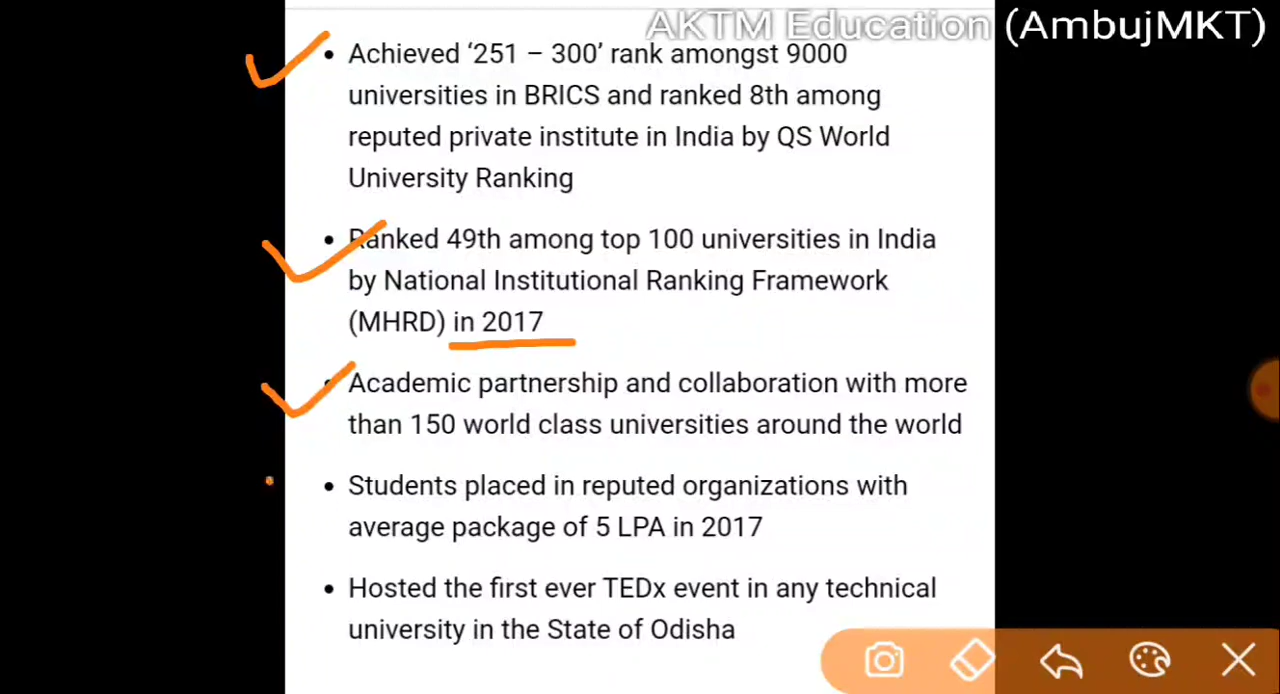 AKTM Education (AmbujMKT)
• Achieved ‘251 – 300’ rank amongst 9000
universities in BRICS and ranked 8th among
reputed private institute in India by QS World
University Ranking
• Ranked 49th among top 100 universities in India
by National Institutional Ranking Framework
(MHRD) in 2017
• Academic partnership and collaboration with more
than 150 world class universities around the world
• Students placed in reputed organizations with
average package of 5 LPA in 2017
• Hosted the first ever TEDx event in any technical
university in the State of Odisha